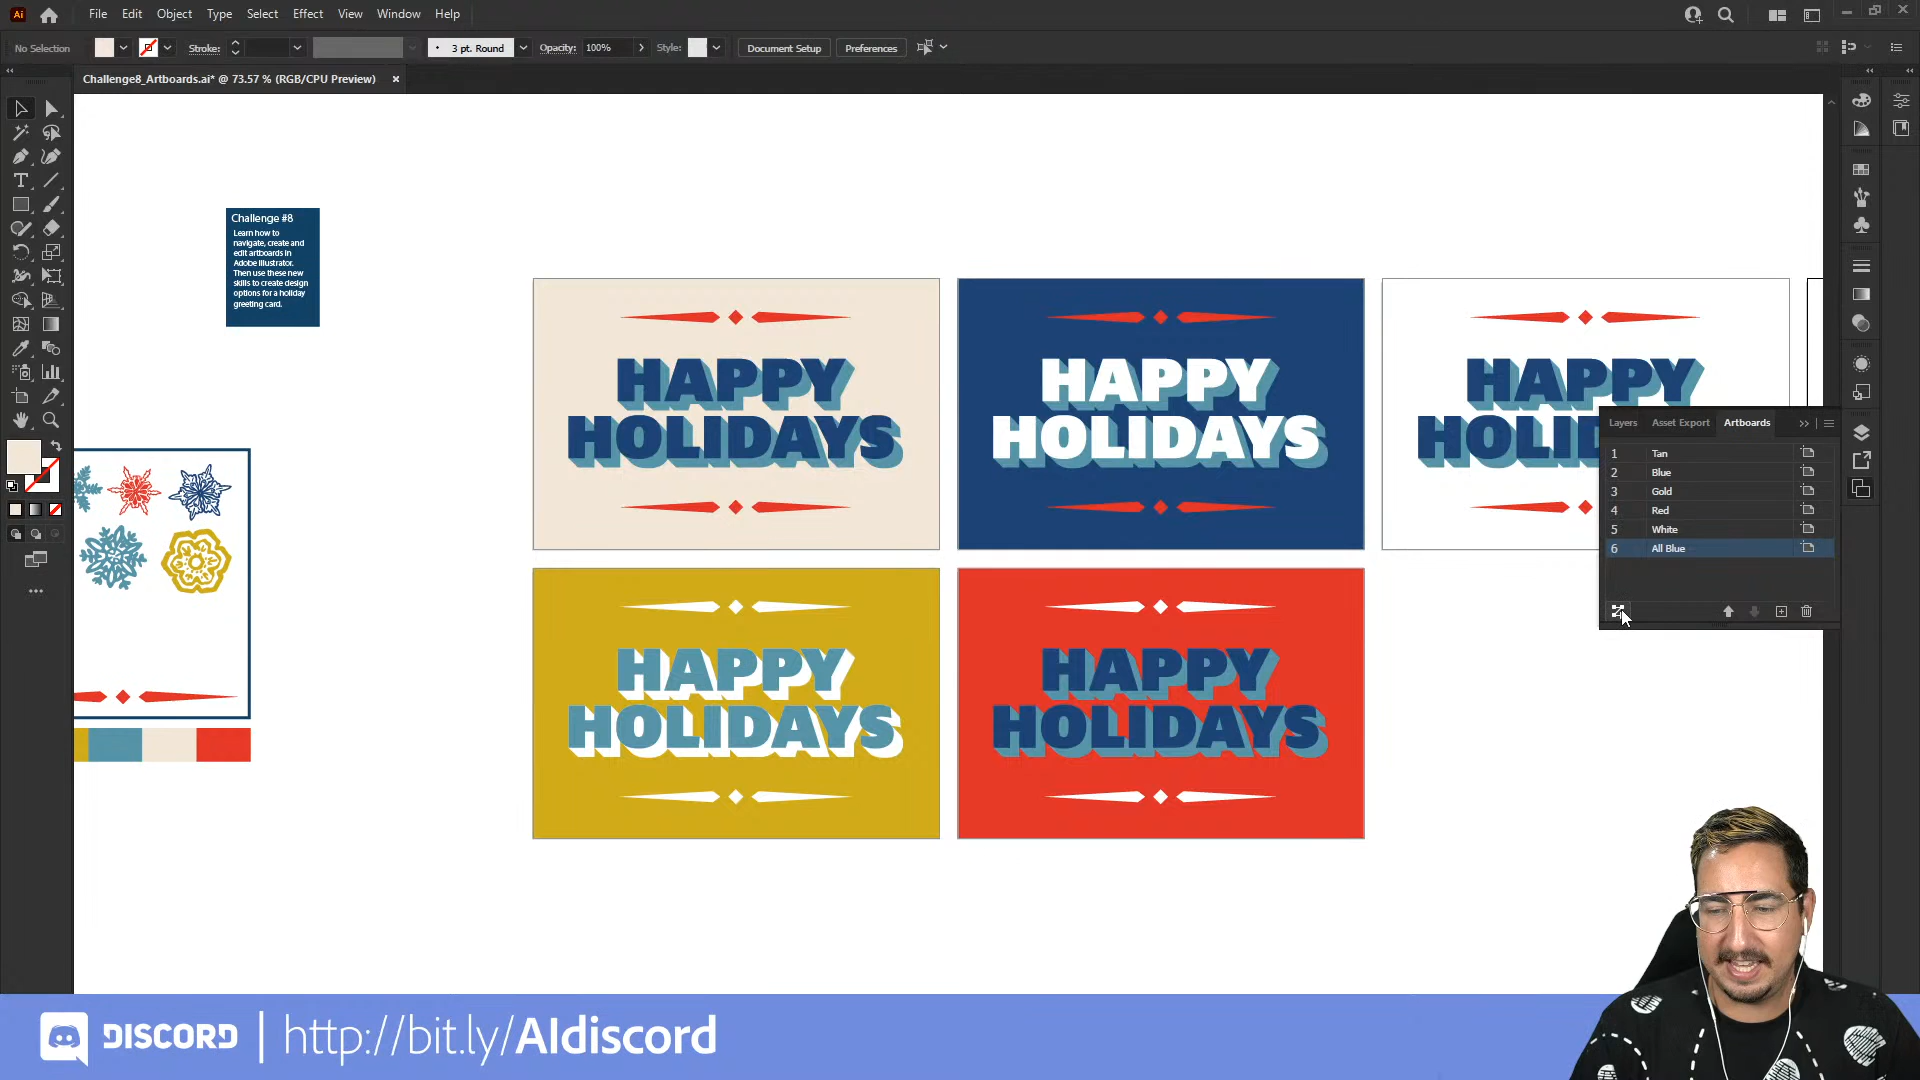 Ai File Edit Object Type Select Effect View Window Help
No Selection Stroke: 3 pt. Round Opacity: 100% Style: Document Setup Preferences
Challenge8_Artboards.ai* @ 73.57 % (RGB/CPU Preview) ×
Challenge #8
Learn how to
navigate, create and
edit artboards in
Adobe Illustrator.
Then use these new
skills to create design
options for a holiday
greeting card.
HAPPY
HOLIDAYS
HAPPY
HOLIDAYS
HAPPY
HOLID
Layers Asset Export Artboards
1 Tan
2 Blue
3 Gold
4 Red
5 White
6 All Blue
HAPPY
HOLIDAYS
HAPPY
HOLIDAYS
DISCORD | http://bit.ly/AIdiscord